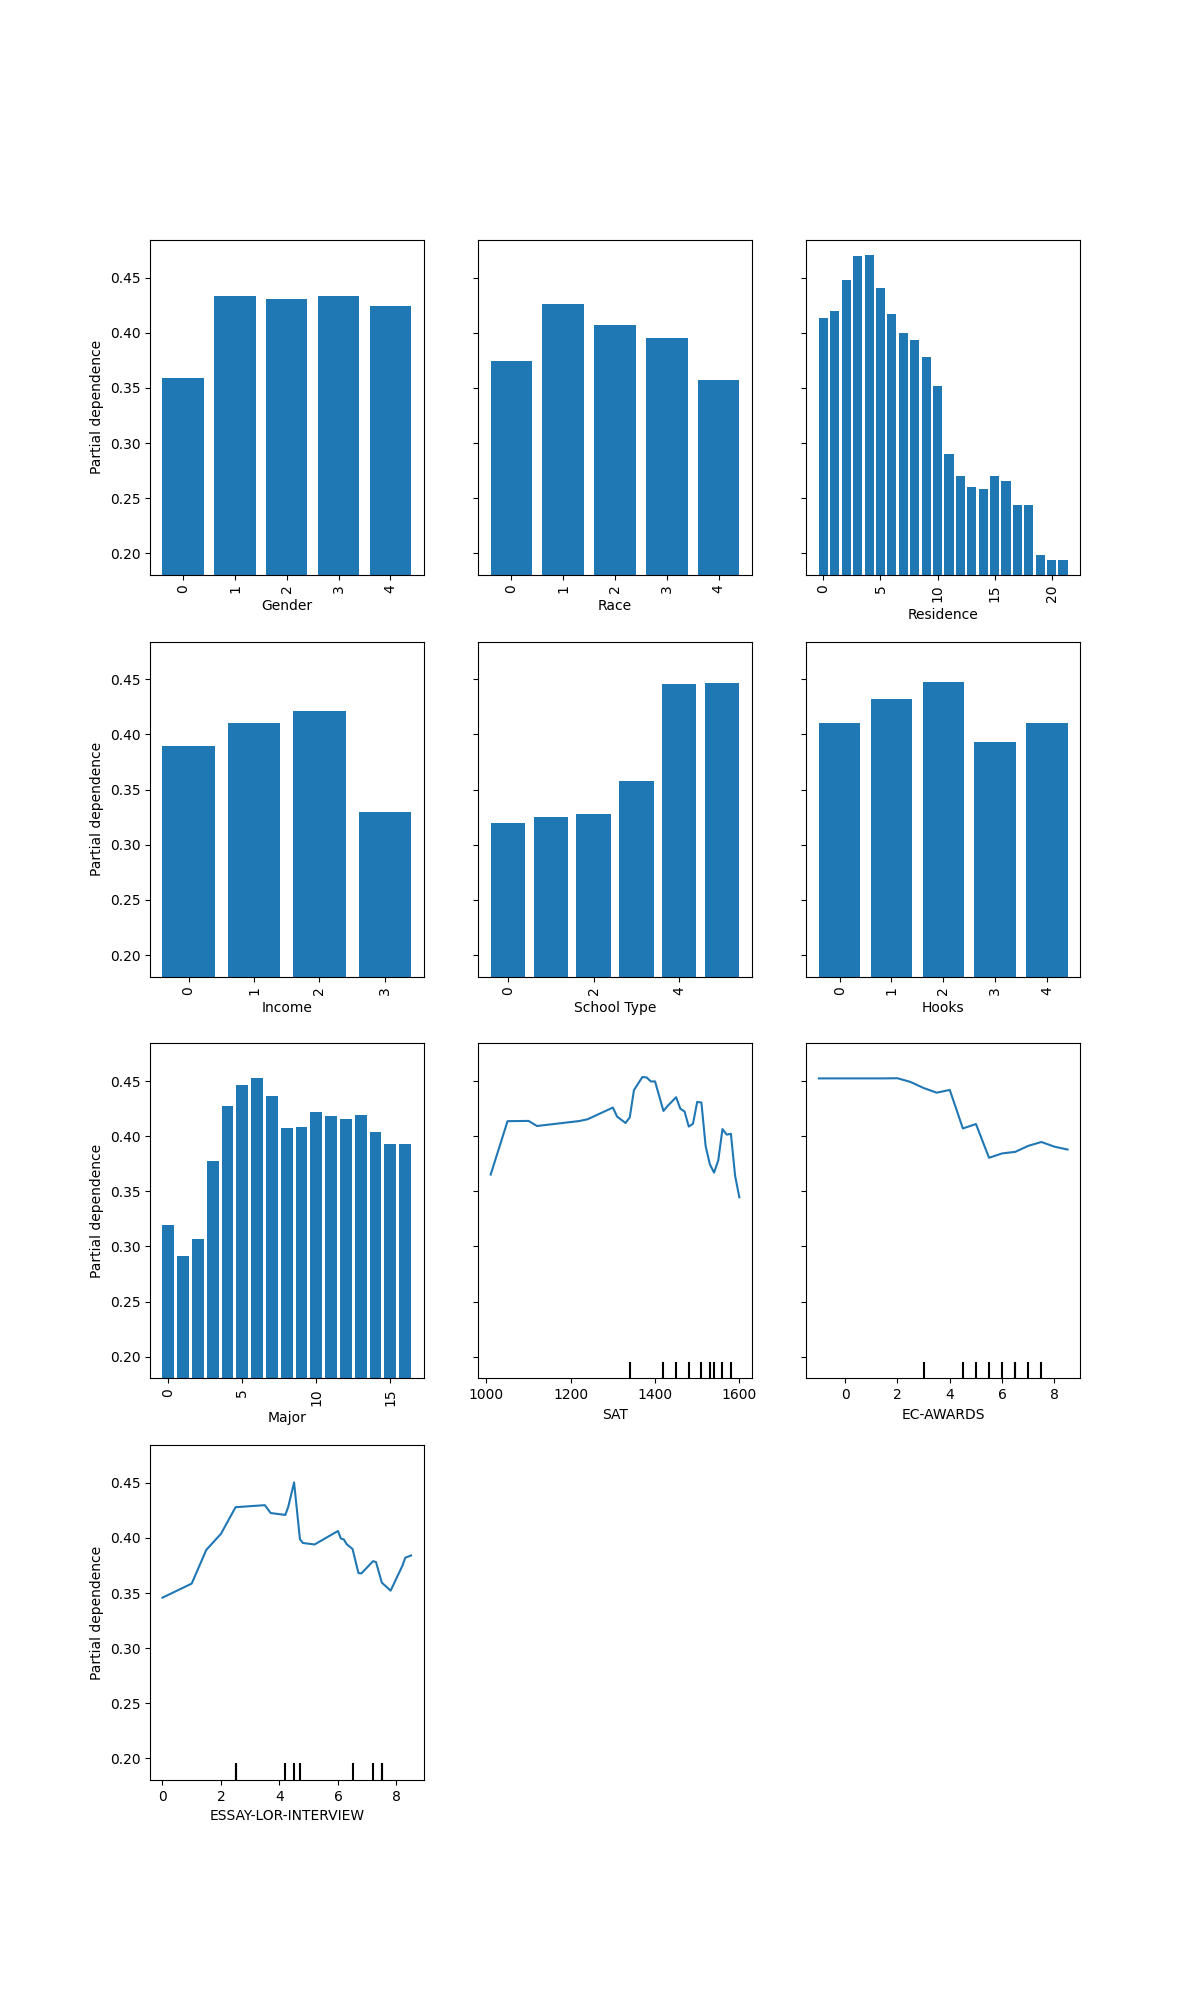 0.45
0.40
0.35
0.30
0.25
0.20
Partial dependence
0 1 2 3 4
Gender
0 1 2 3 4
Race
0 5 10 15 20
Residence
0.45
0.40
0.35
0.30
0.25
0.20
Partial dependence
0 1 2 3
Income
0 2 4
School Type
0 1 2 3 4
Hooks
0.45
0.40
0.35
0.30
0.25
0.20
Partial dependence
0 5 10 15
Major
1000 1200 1400 1600
SAT
0 2 4 6 8
EC-AWARDS
0.45
0.40
0.35
0.30
0.25
0.20
Partial dependence
0 2 4 6 8
ESSAY-LOR-INTERVIEW